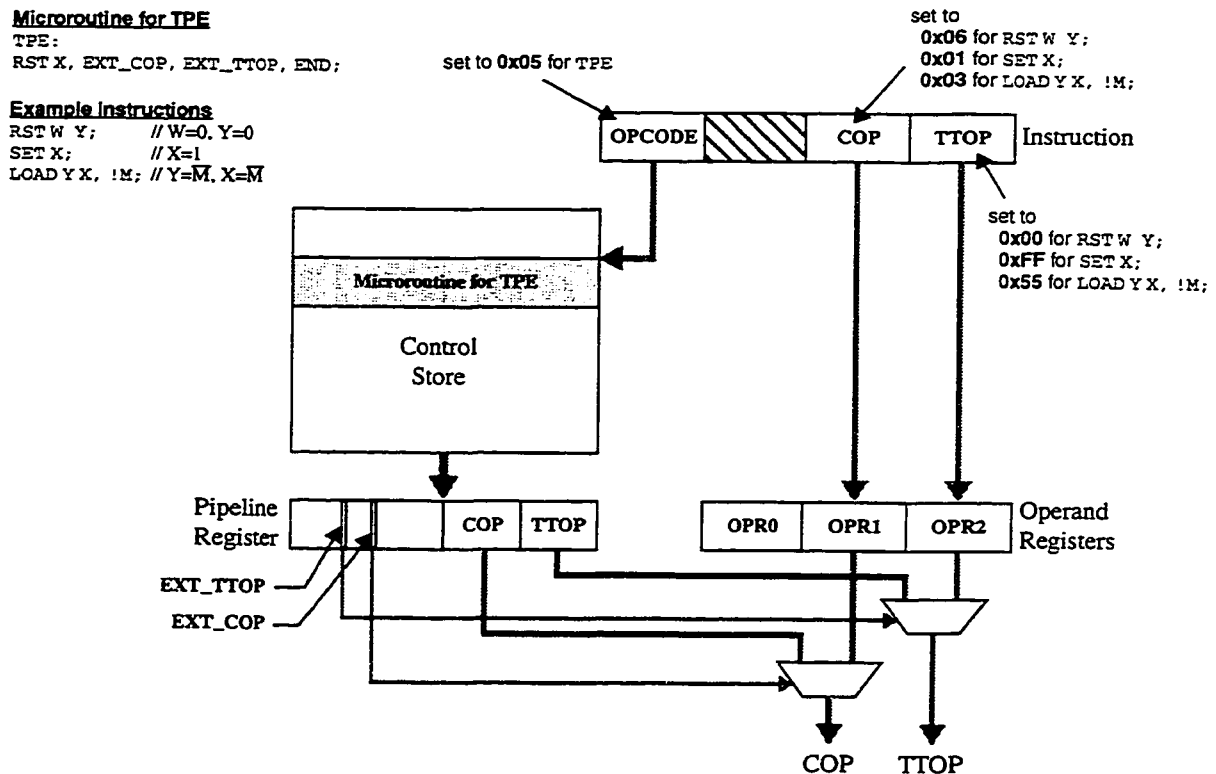 Microroutine for TPE
TPE:
RST X, EXT_COP, EXT_TTOP, END;
Example Instructions
RST W Y; // W=0, Y=0
SET X; // X=1
LOAD Y X, !M; // Y=M̅, X=M̅
set to 0x05 for TPE
set to
0x06 for RST W Y;
0x01 for SET X;
0x03 for LOAD Y X, !M;
OPCODE COP TTOP Instruction
set to
0x00 for RST W Y;
0xFF for SET X;
0x55 for LOAD Y X, !M;
Microroutine for TPE
Control
Store
Pipeline
Register
COP TTOP
OPR0 OPR1 OPR2
Operand
Registers
EXT_TTOP
EXT_COP
COP TTOP